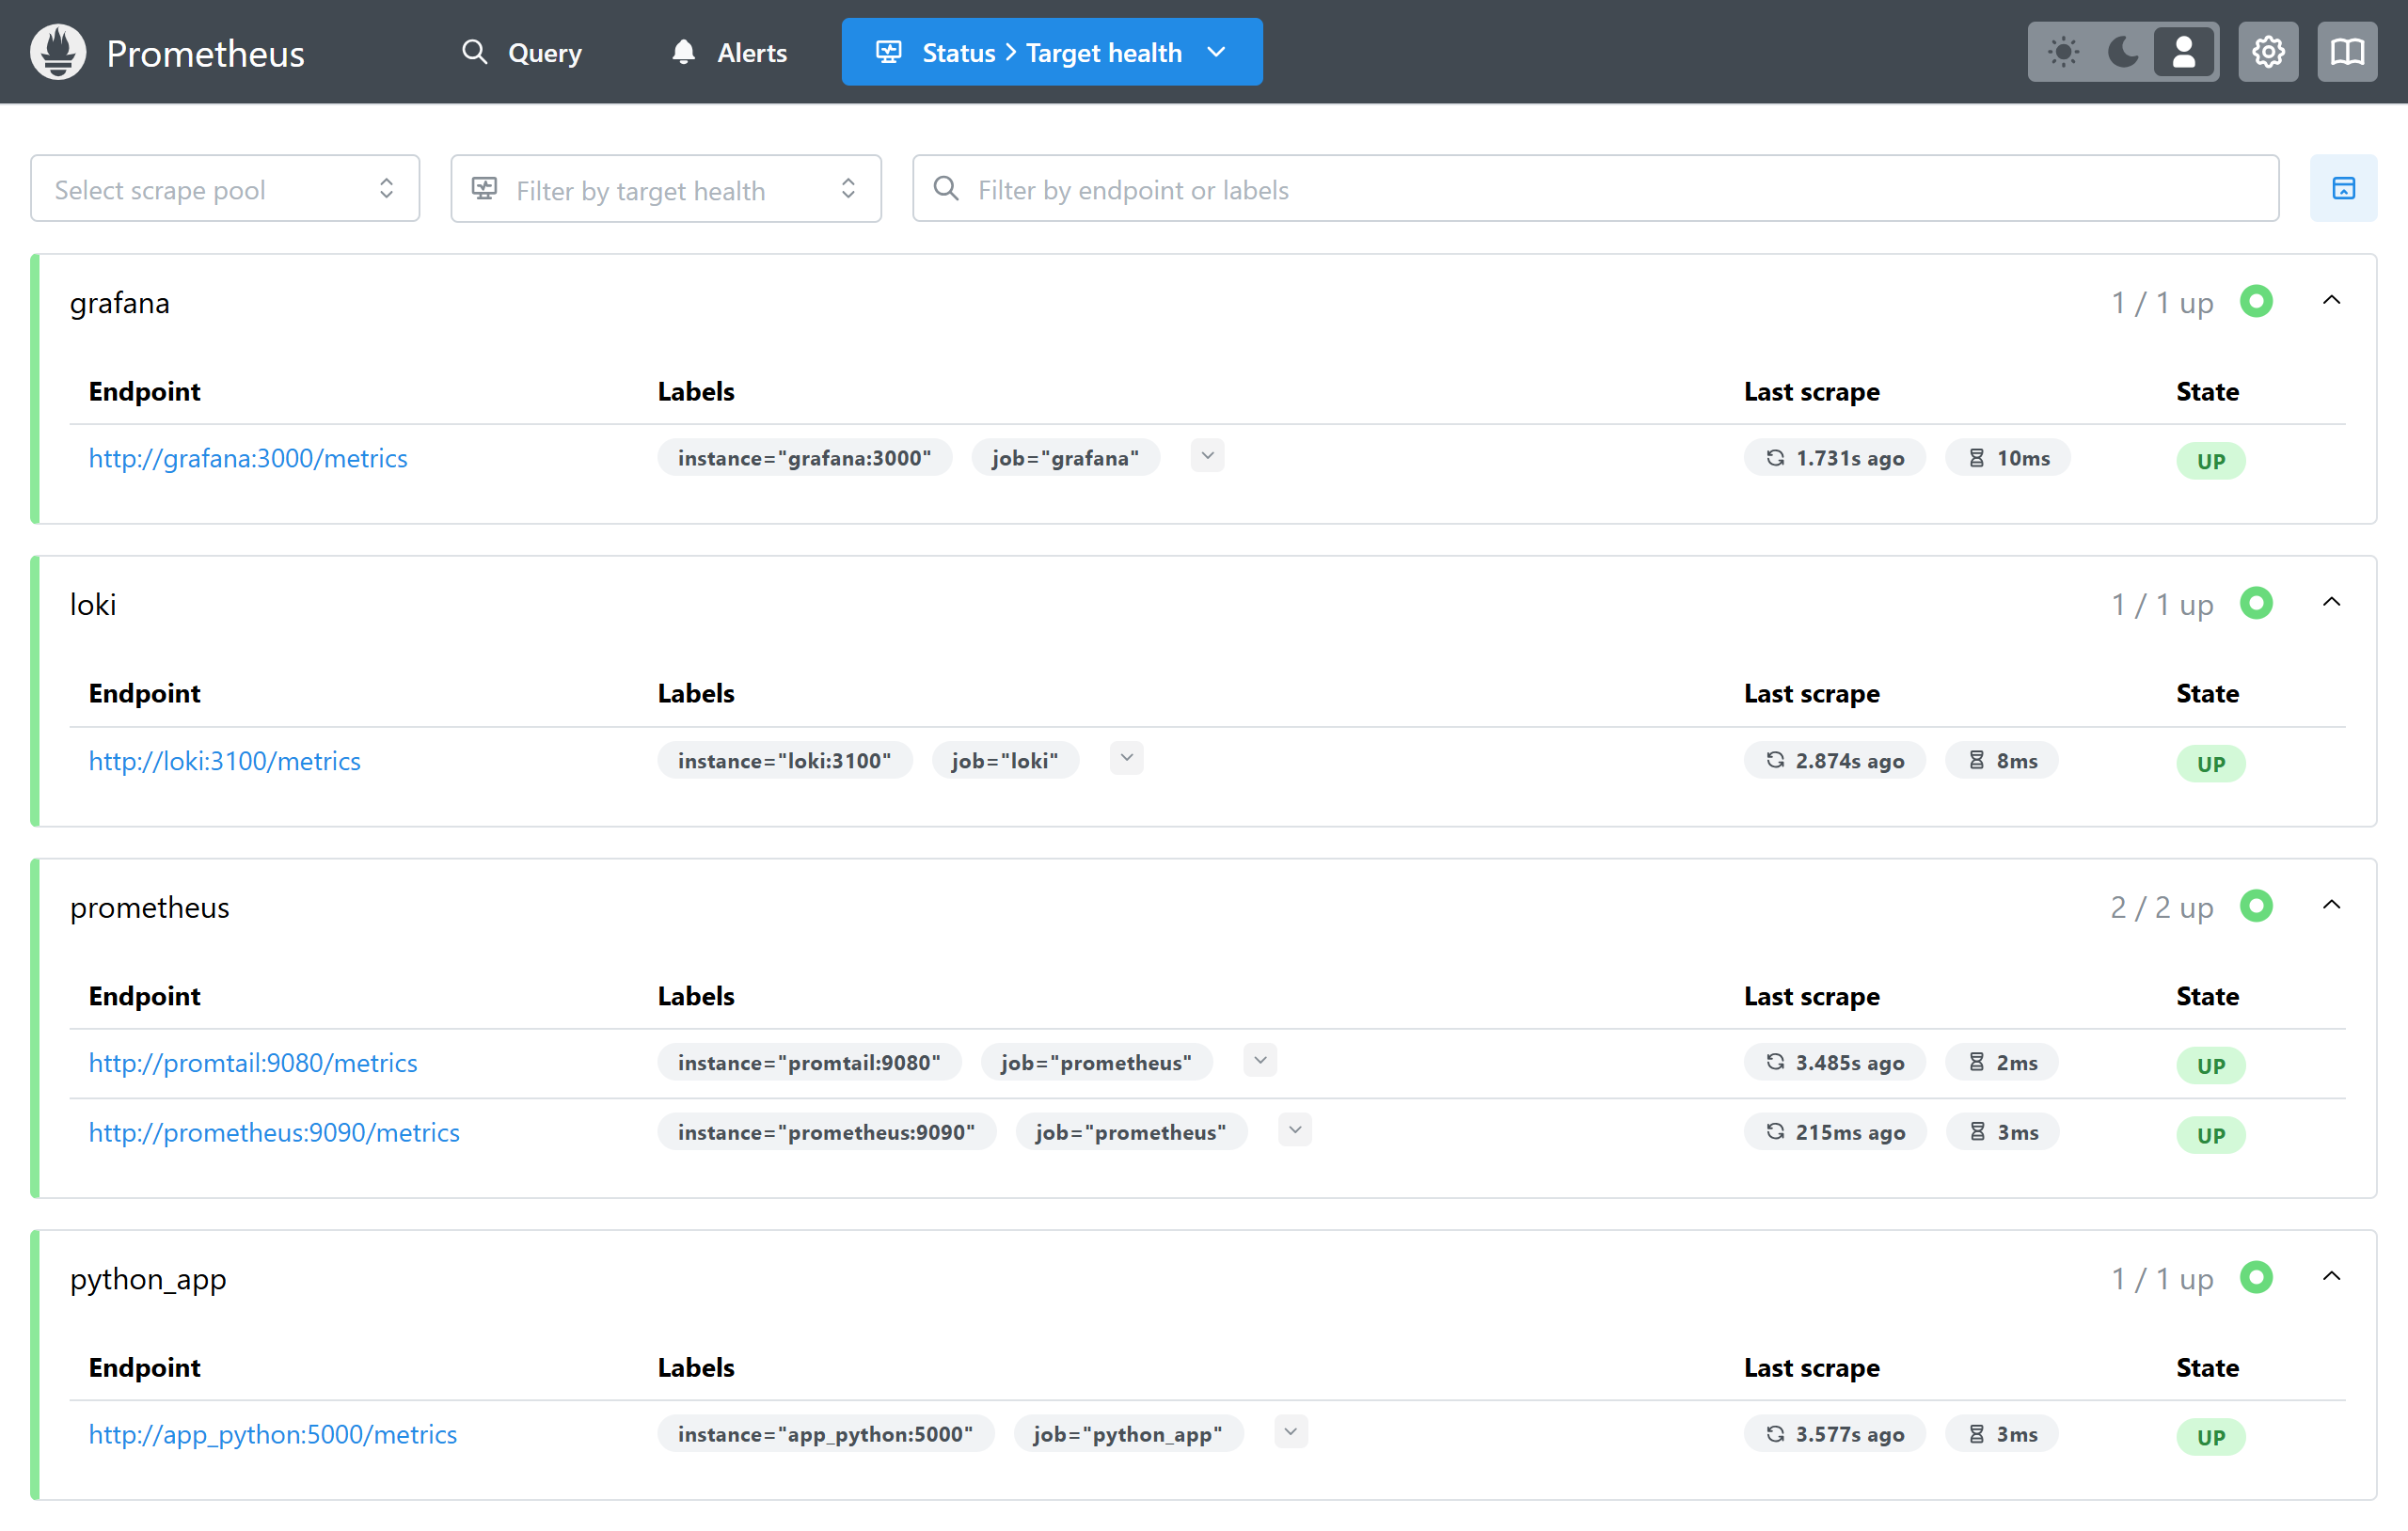 Prometheus Query Alerts Status > Target health
Select scrape pool Filter by target health Filter by endpoint or labels
grafana 1 / 1 up
Endpoint Labels Last scrape State
http://grafana:3000/metrics instance="grafana:3000" job="grafana" 1.731s ago 10ms UP
loki 1 / 1 up
Endpoint Labels Last scrape State
http://loki:3100/metrics instance="loki:3100" job="loki" 2.874s ago 8ms UP
prometheus 2 / 2 up
Endpoint Labels Last scrape State
http://promtail:9080/metrics instance="promtail:9080" job="prometheus" 3.485s ago 2ms UP
http://prometheus:9090/metrics instance="prometheus:9090" job="prometheus" 215ms ago 3ms UP
python_app 1 / 1 up
Endpoint Labels Last scrape State
http://app_python:5000/metrics instance="app_python:5000" job="python_app" 3.577s ago 3ms UP